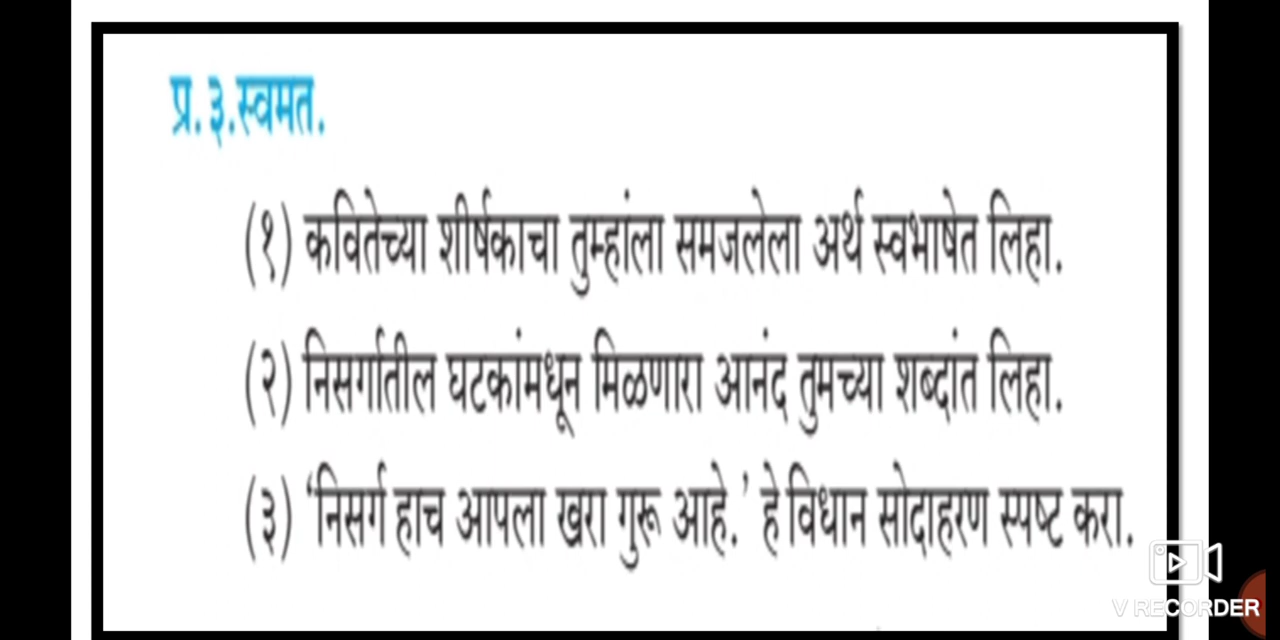 प्र. ३.स्वमत.
(१) कवितेच्या शीर्षकाचा तुम्हांला समजलेला अर्थ स्वभाषेत लिहा.
(२) निसर्गातील घटकांमधून मिळणारा आनंद तुमच्या शब्दांत लिहा.
(३) ‘निसर्ग हाच आपला खरा गुरू आहे.’ हे विधान सोदाहरण स्पष्ट करा.
V RECORDER